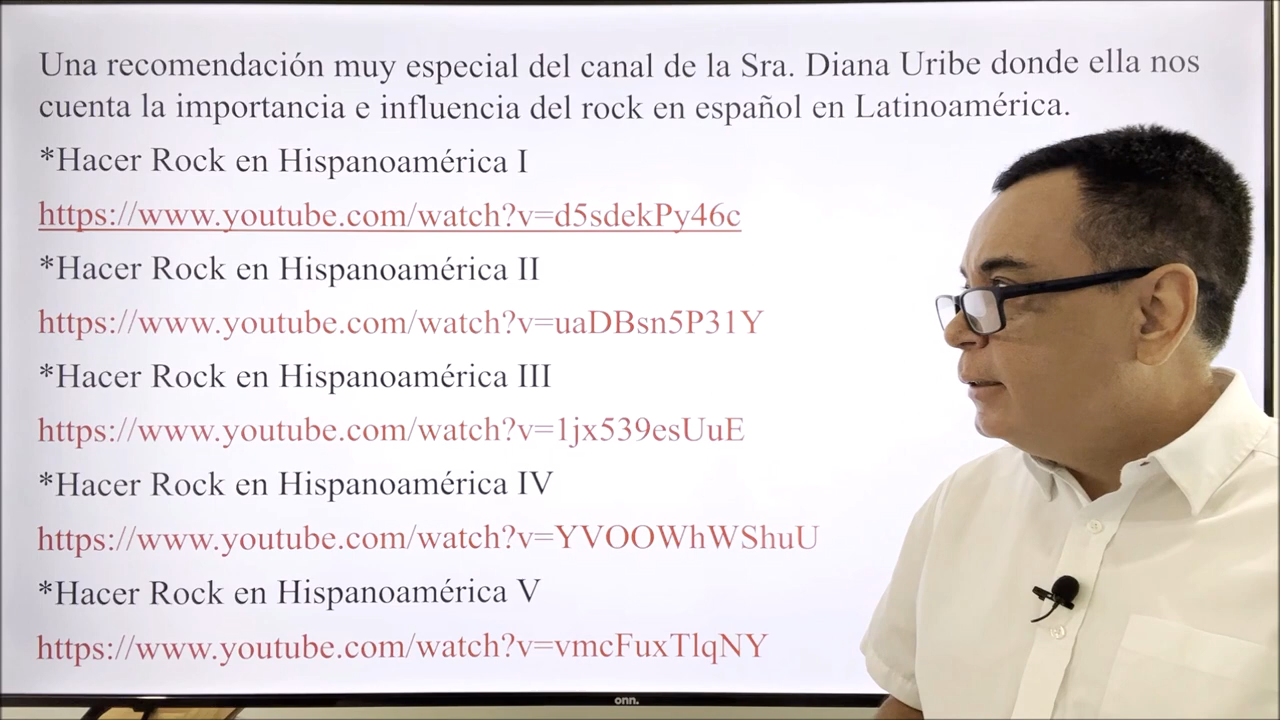 Una recomendación muy especial del canal de la Sra. Diana Uribe donde ella nos
cuenta la importancia e influencia del rock en español en Latinoamérica.
*Hacer Rock en Hispanoamérica I
https://www.youtube.com/watch?v=d5sdekPy46c
*Hacer Rock en Hispanoamérica II
https://www.youtube.com/watch?v=uaDBsn5P31Y
*Hacer Rock en Hispanoamérica III
https://www.youtube.com/watch?v=1jx539esUuE
*Hacer Rock en Hispanoamérica IV
https://www.youtube.com/watch?v=YVOOWhWShuU
*Hacer Rock en Hispanoamérica V
https://www.youtube.com/watch?v=vmcFuxTlqNY
onn.